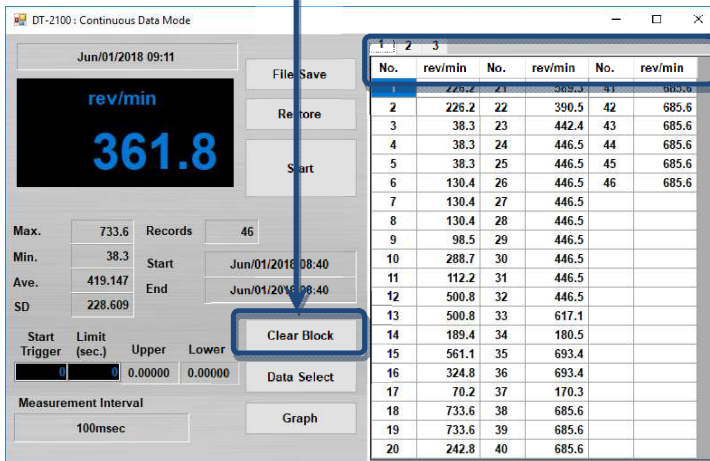 DT-2100 : Continuous Data Mode
Jun/01/2018 09:11
rev/min
361.8
File Save
Restore
Start
Max. 733.6 Records 46
Min. 38.3 Start Jun/01/2018 08:40
Ave. 419.147 End Jun/01/2018 08:40
SD 228.609
Start Trigger Limit (sec.) Upper Lower
0 0 0.00000 0.00000
Measurement Interval
100msec
Clear Block
Data Select
Graph
1 2 3
No. rev/min No. rev/min No. rev/min
1 226.2 21 589.3 41 685.6
2 226.2 22 390.5 42 685.6
3 38.3 23 442.4 43 685.6
4 38.3 24 446.5 44 685.6
5 38.3 25 446.5 45 685.6
6 130.4 26 446.5 46 685.6
7 130.4 27 446.5
8 130.4 28 446.5
9 98.5 29 446.5
10 288.7 30 446.5
11 112.2 31 446.5
12 500.8 32 446.5
13 500.8 33 617.1
14 189.4 34 180.5
15 561.1 35 693.4
16 324.8 36 693.4
17 70.2 37 170.3
18 733.6 38 685.6
19 733.6 39 685.6
20 242.8 40 685.6